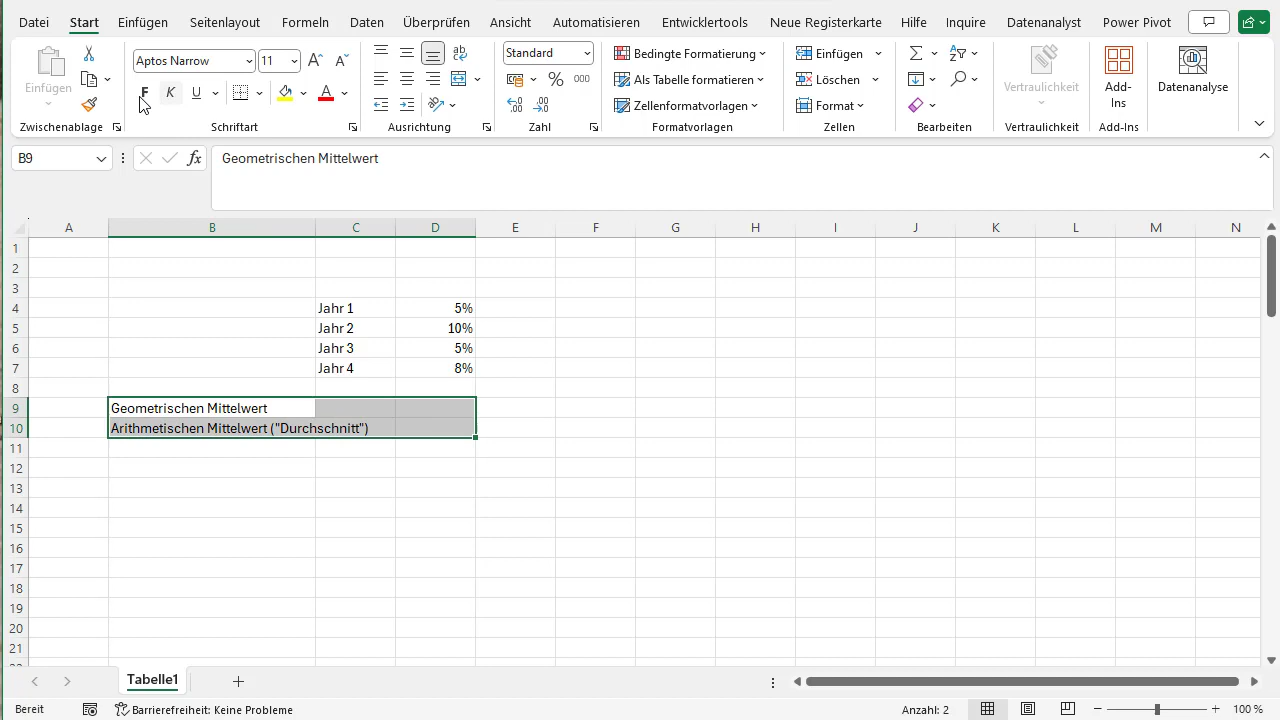 Datei Start Einfügen Seitenlayout Formeln Daten Überprüfen Ansicht Automatisieren Entwicklertools Neue Registerkarte Hilfe Inquire Datenanalyse Power Pivot
Einfügen
Zwischenablage
Aptos Narrow 11
F K U
Schriftart
Ausrichtung
Standard
% 000
Zahl
Bedingte Formatierung
Als Tabelle formatieren
Zellenformatvorlagen
Formatvorlagen
Einfügen
Löschen
Format
Zellen
Bearbeiten
Vertraulichkeit
Vertraulichkeit
Add-
Ins
Add-Ins
Datenanalyse
B9 fx Geometrischen Mittelwert
A B C D E F G H I J K L M N
1
2
3
4 Jahr 1 5%
5 Jahr 2 10%
6 Jahr 3 5%
7 Jahr 4 8%
8
9 Geometrischen Mittelwert
10 Arithmetischen Mittelwert ("Durchschnitt")
11
12
13
14
15
16
17
18
19
20
21
Tabelle1
Bereit Barrierefreiheit: Keine Probleme Anzahl: 2 100 %